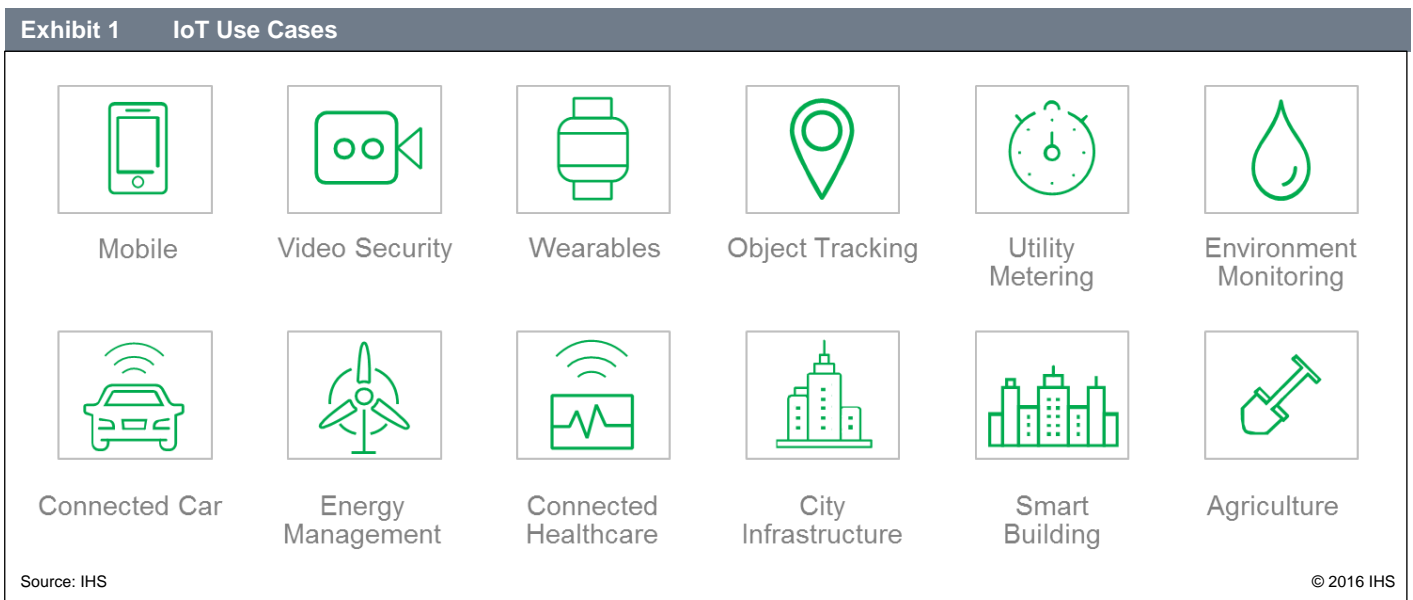 Exhibit 1 IoT Use Cases
Mobile
Video Security
Wearables
Object Tracking
Utility
Metering
Environment
Monitoring
Connected Car
Energy
Management
Connected
Healthcare
City
Infrastructure
Smart
Building
Agriculture
Source: IHS
© 2016 IHS